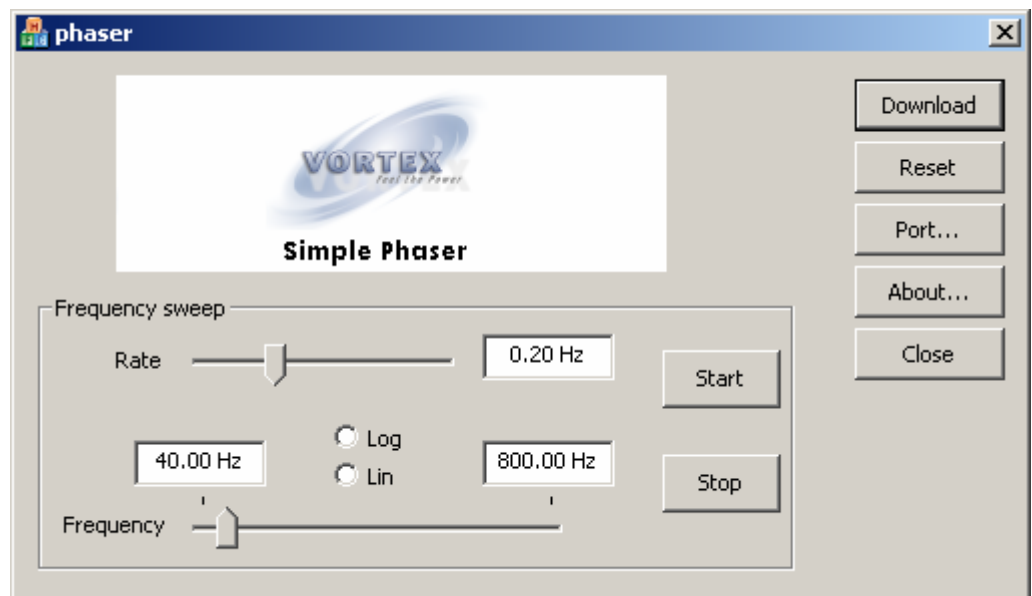 phaser
VORTEX
Feel the Power
Simple Phaser
Download
Reset
Port...
About...
Close
Frequency sweep
Rate
0.20 Hz
Start
40.00 Hz
Log
Lin
800.00 Hz
Stop
Frequency